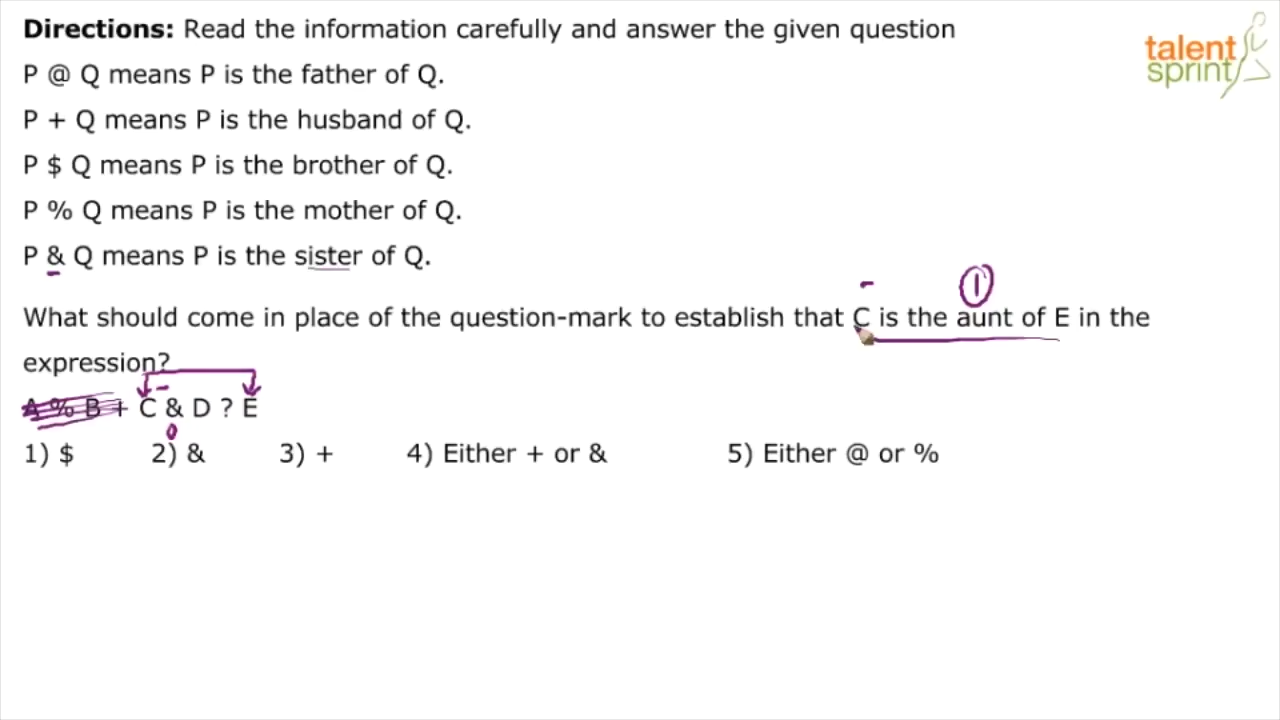 Directions: Read the information carefully and answer the given question
talent
sprint
P @ Q means P is the father of Q.
P + Q means P is the husband of Q.
P $ Q means P is the brother of Q.
P % Q means P is the mother of Q.
P & Q means P is the sister of Q.
1
What should come in place of the question-mark to establish that C is the aunt of E in the
expression?
A % B + C & D ? E
0
1) $ 2) & 3) + 4) Either + or & 5) Either @ or %